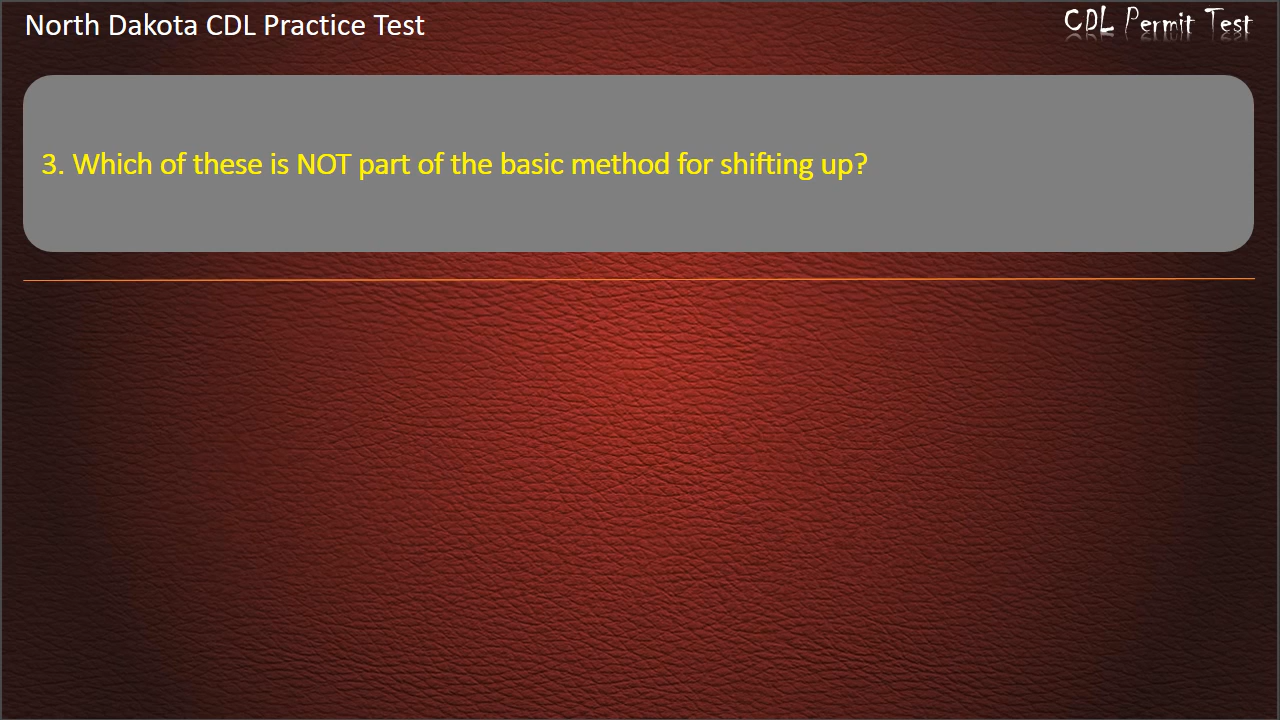 North Dakota CDL Practice Test
CDL Permit Test
3. Which of these is NOT part of the basic method for shifting up?